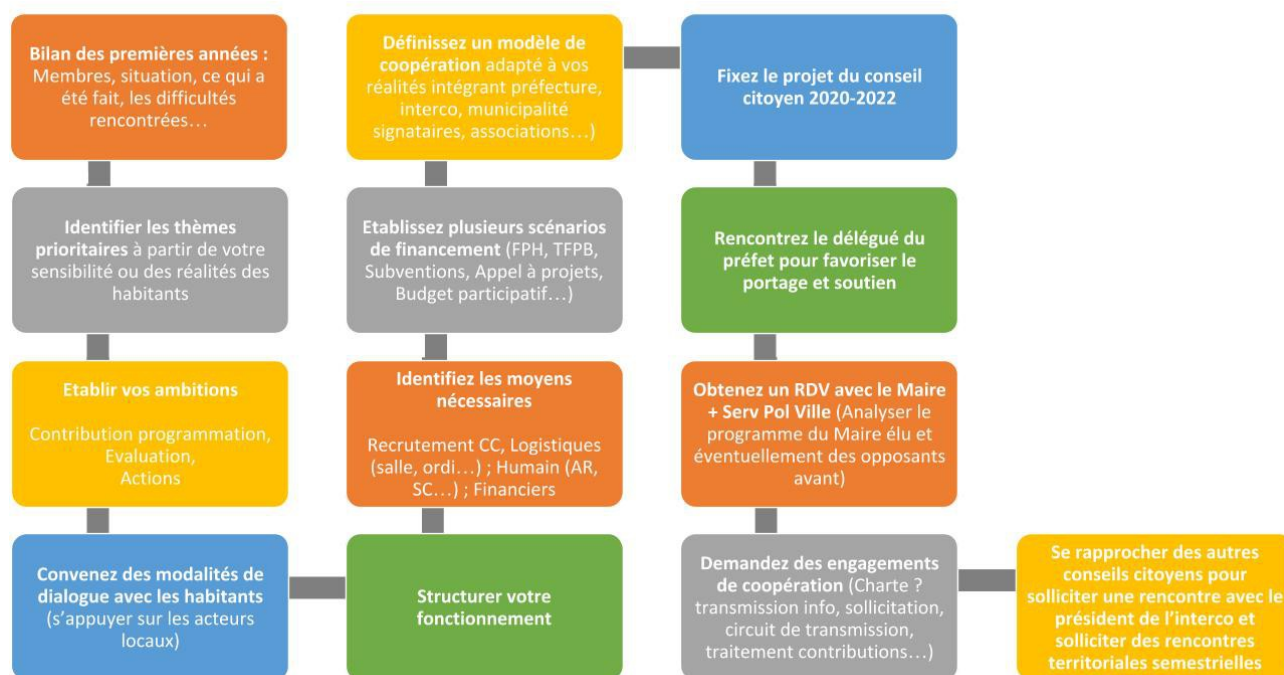 Bilan des premières années :
Membres, situation, ce qui a
été fait, les difficultés
rencontrées…
Identifier les thèmes
prioritaires à partir de votre
sensibilité ou des réalités des
habitants
Etablir vos ambitions
Contribution programmation,
Evaluation,
Actions
Convenez des modalités de
dialogue avec les habitants
(s’appuyer sur les acteurs
locaux)
Structurer votre
fonctionnement
Identifiez les moyens
nécessaires
Recrutement CC, Logistiques
(salle, ordi…) ; Humain (AR,
SC…) ; Financiers
Etablissez plusieurs scénarios
de financement (FPH, TFPB,
Subventions, Appel à projets,
Budget participatif…)
Définissez un modèle de
coopération adapté à vos
réalités intégrant préfecture,
interco, municipalité
signataires, associations…)
Fixez le projet du conseil
citoyen 2020-2022
Rencontrez le délégué du
préfet pour favoriser le
portage et soutien
Obtenez un RDV avec le Maire
+ Serv Pol Ville (Analyser le
programme du Maire élu et
éventuellement des opposants
avant)
Demandez des engagements
de coopération (Charte ?
transmission info, sollicitation,
circuit de transmission,
traitement contributions…)
Se rapprocher des autres
conseils citoyens pour
solliciter une rencontre avec le
président de l’interco et
solliciter des rencontres
territoriales semestrielles